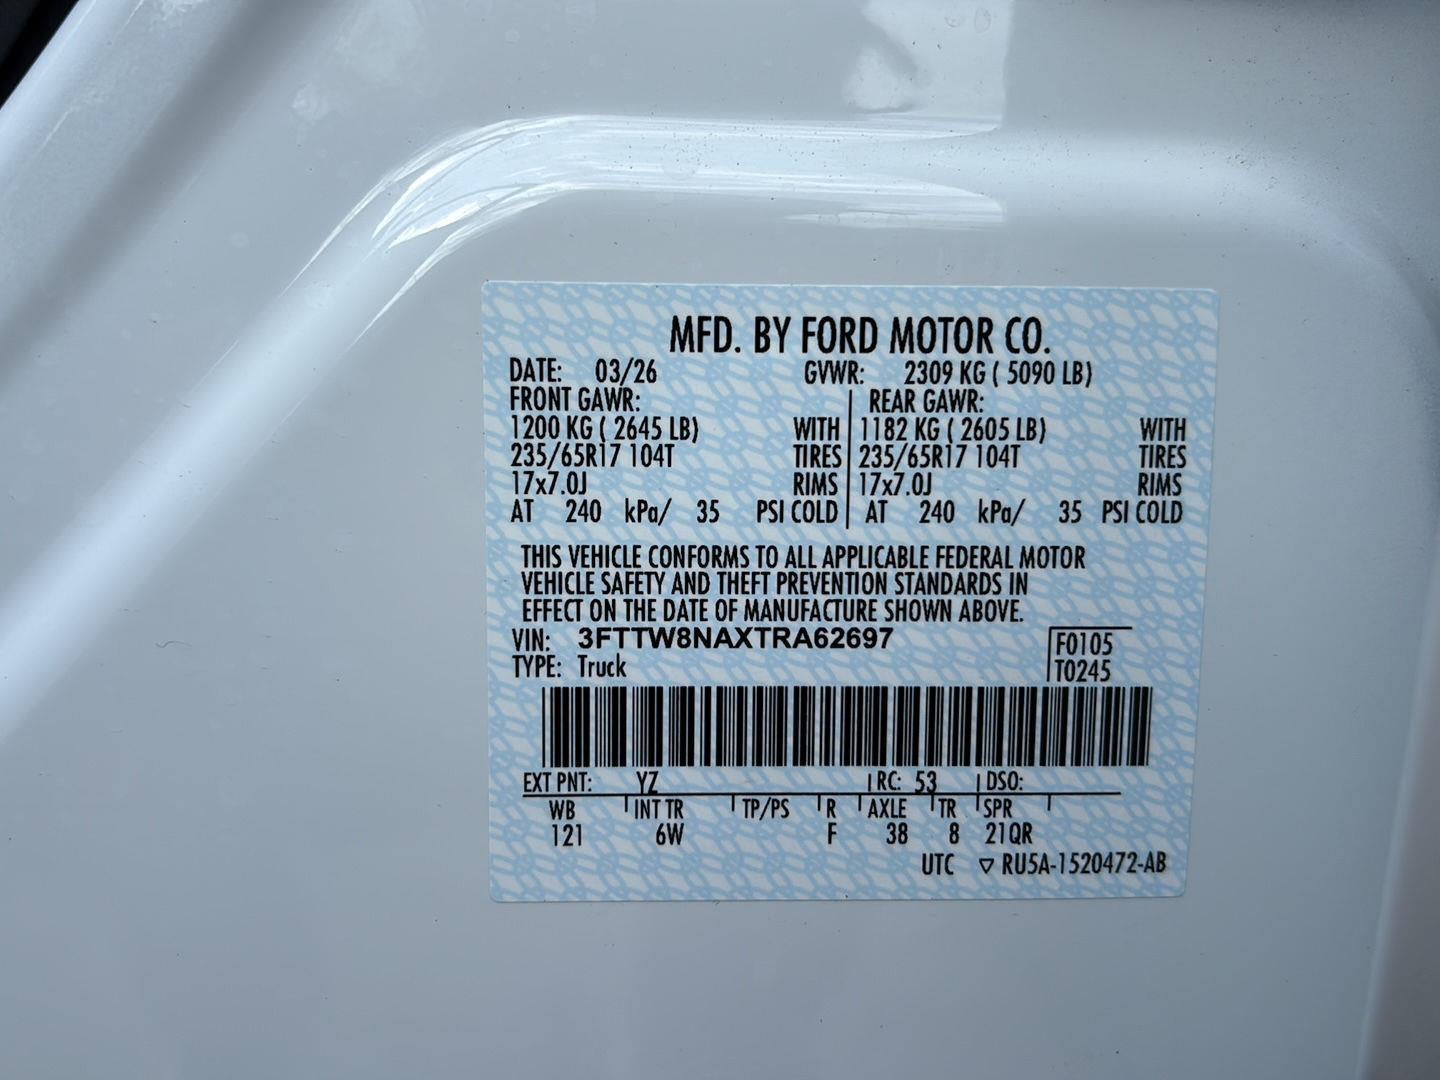 MFD. BY FORD MOTOR CO.
DATE: 03/26 GVWR: 2309 KG ( 5090 LB)
FRONT GAWR: REAR GAWR:
1200 KG ( 2645 LB) WITH 1182 KG ( 2605 LB) WITH
235/65R17 104T TIRES 235/65R17 104T TIRES
17x7.0J RIMS 17x7.0J RIMS
AT 240 kPa/ 35 PSI COLD AT 240 kPa/ 35 PSI COLD
THIS VEHICLE CONFORMS TO ALL APPLICABLE FEDERAL MOTOR
VEHICLE SAFETY AND THEFT PREVENTION STANDARDS IN
EFFECT ON THE DATE OF MANUFACTURE SHOWN ABOVE.
VIN: 3FTTW8NAXTRA62697 F0105
TYPE: Truck T0245
EXT PNT: YZ RC: 53 DSO:
WB INT TR TP/PS R AXLE TR SPR
121 6W F 38 8 21QR
UTC ▽ RU5A-1520472-AB